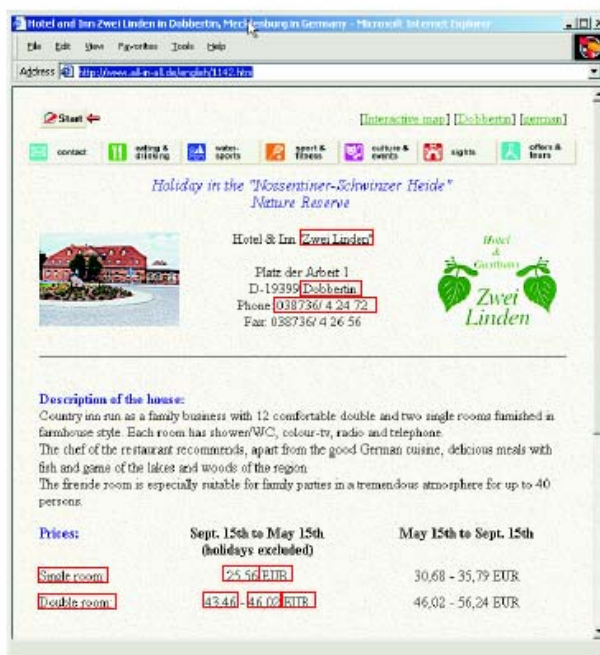 Hotel and Inn Zwei Linden in Dobbertin, Mecklenburg in Germany - Microsoft Internet Explorer
File Edit View Favorites Tools Help
Address http://www.all-in-all.de/english/1142.htm
Start
[Interactive map] [Dobbertin] [german]
contact eating & drinking water-sports sport & fitness culture & events sights offers & tours
Holiday in the "Nossentiner-Schwinzer Heide"
Nature Reserve
Hotel & Inn "Zwei Linden"
Platz der Arbeit 1
D-19399 Dobbertin
Phone: 038736/ 4 24 72
Fax: 038736/ 4 26 56
Hotel
&
Gasthaus
Zwei
Linden
Description of the house:
Country inn run as a family business with 12 comfortable double and two single rooms furnished in
farmhouse style. Each room has shower/WC, colour-tv, radio and telephone.
The chef of the restaurant recommends, apart from the good German cuisine, delicious meals with
fish and game of the lakes and woods of the region.
The fireside room is especially suitable for family parties in a tremendous atmosphere for up to 40
persons.
Prices: Sept. 15th to May 15th May 15th to Sept. 15th
(holidays excluded)
Single room: 25.56 EUR 30,68 - 35,79 EUR
Double room: 43.46 - 46.02 EUR 46,02 - 56,24 EUR